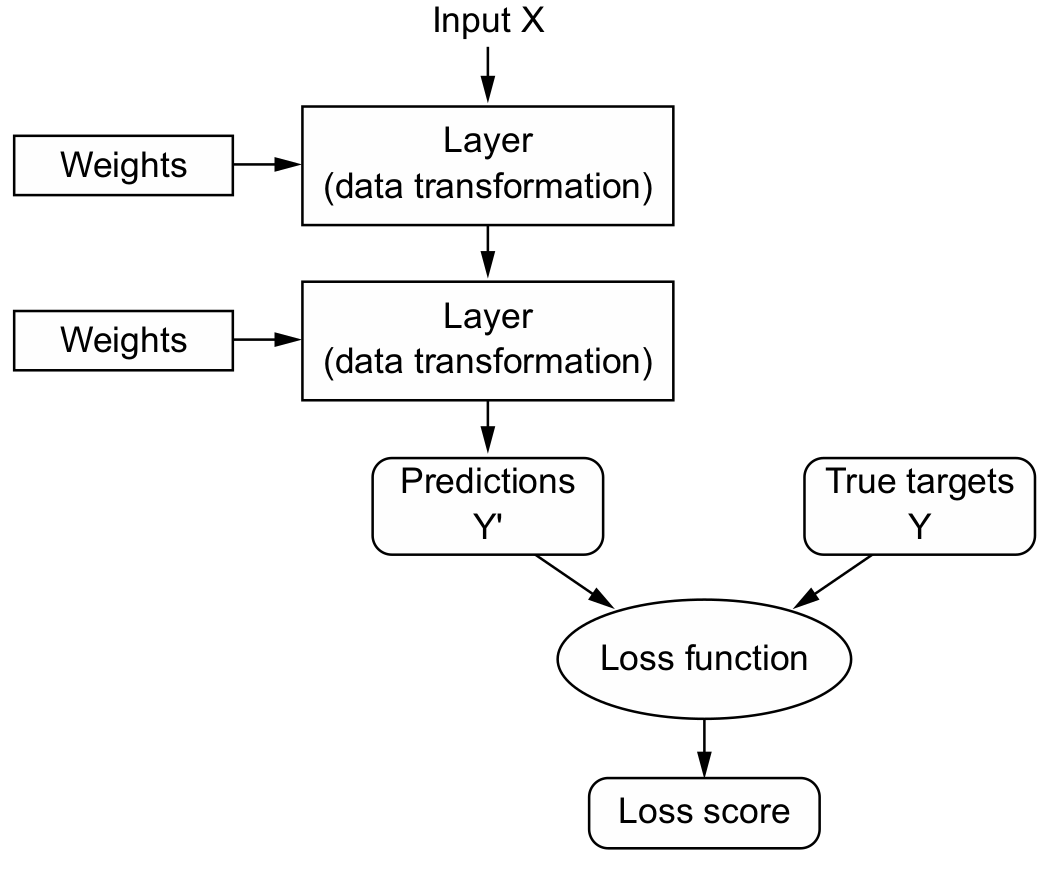 Input X
Weights
Layer
(data transformation)
Weights
Layer
(data transformation)
Predictions
Y'
True targets
Y
Loss function
Loss score